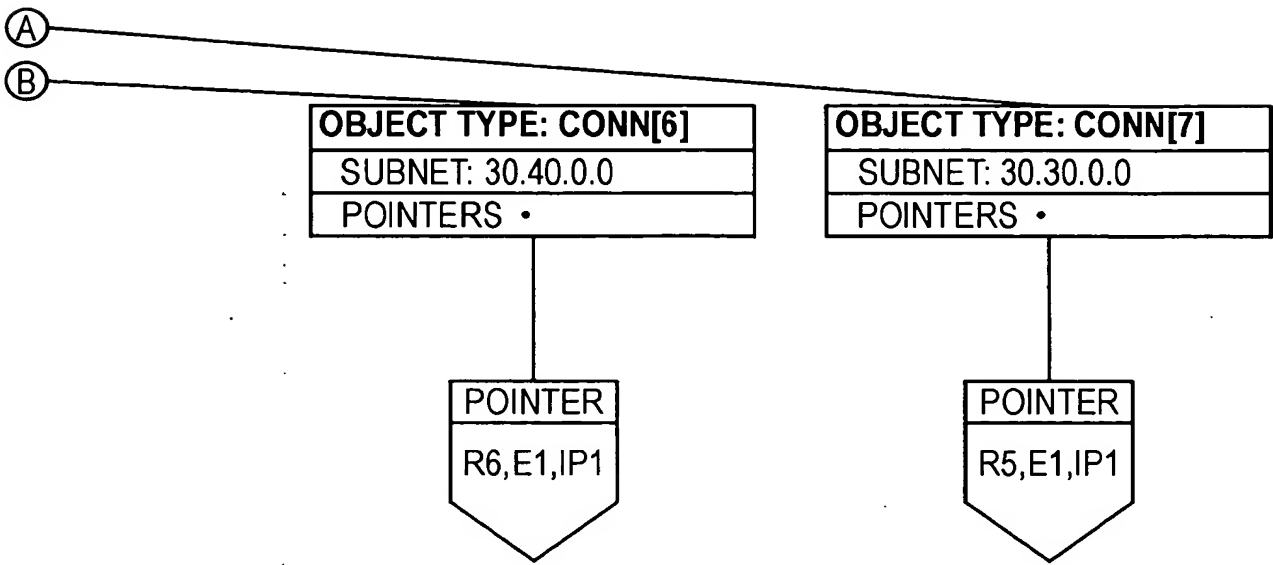 A
B
OBJECT TYPE: CONN[6]
SUBNET: 30.40.0.0
POINTERS •
OBJECT TYPE: CONN[7]
SUBNET: 30.30.0.0
POINTERS •
POINTER
R6,E1,IP1
POINTER
R5,E1,IP1